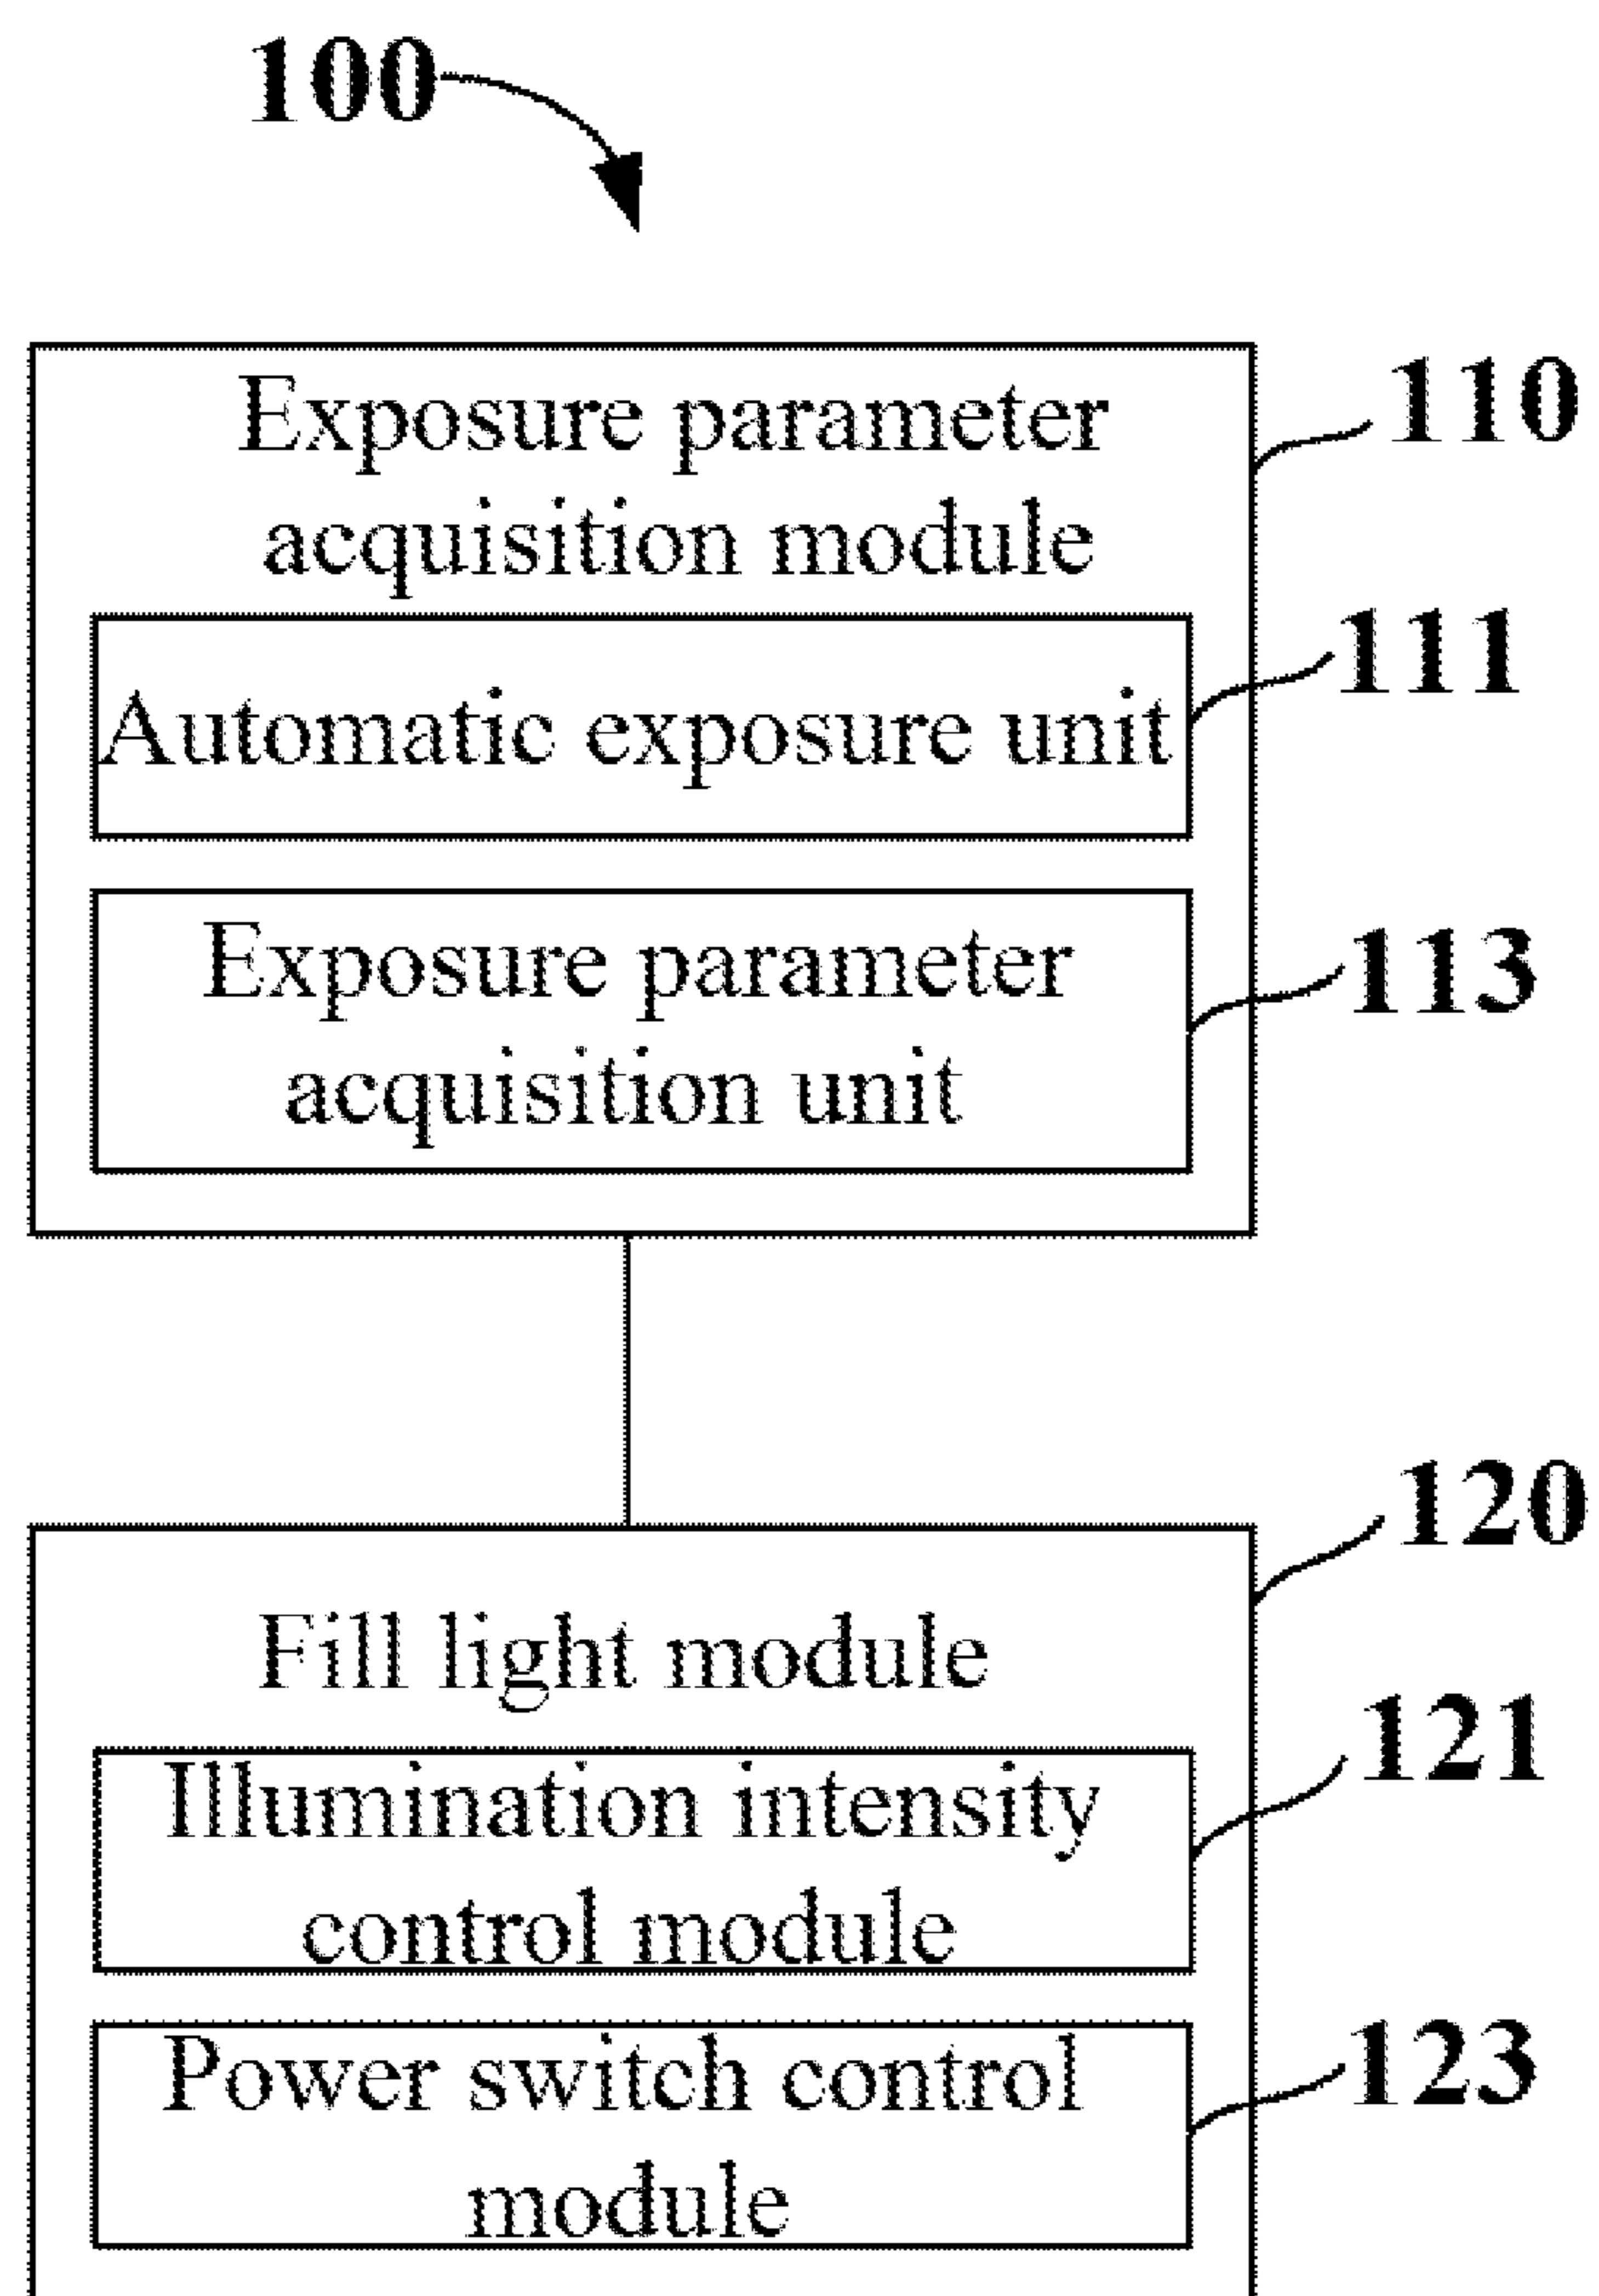 100
Exposure parameter
acquisition module
110
Automatic exposure unit
111
Exposure parameter
acquisition unit
113
Fill light module
120
Illumination intensity
control module
121
Power switch control
module
123